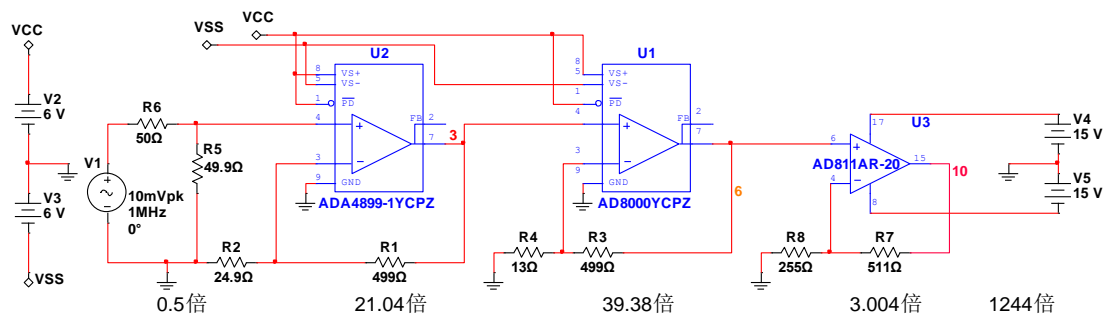 VCC
VSS
VCC
V2
6 V
V3
6 V
VSS
V1
10mVpk
1MHz
0°
R6
50Ω
R5
49.9Ω
R2
24.9Ω
R1
499Ω
U2
8
5
1
4
3
9
VS+
VS-
PD
FB
GND
2
7
3
ADA4899-1YCPZ
U1
8
5
1
4
3
9
VS+
VS-
PD
FB
GND
2
7
6
AD8000YCPZ
R4
13Ω
R3
499Ω
U3
17
6
4
15
8
10
AD811AR-20
R8
255Ω
R7
511Ω
V4
15 V
V5
15 V
0.5倍
21.04倍
39.38倍
3.004倍
1244倍